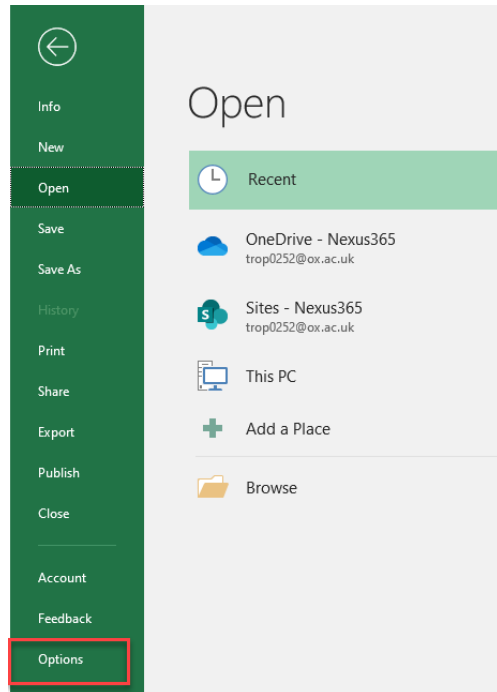 Info
New
Open
Save
Save As
History
Print
Share
Export
Publish
Close
Account
Feedback
Options
Open
Recent
OneDrive - Nexus365
trop0252@ox.ac.uk
S
Sites - Nexus365
trop0252@ox.ac.uk
This PC
Add a Place
Browse